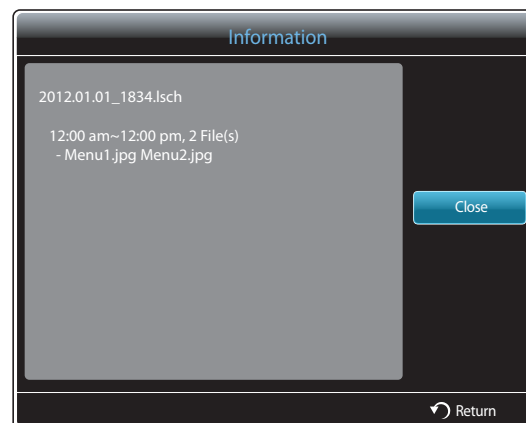 Information
2012.01.01_1834.lsch
12:00 am~12:00 pm, 2 File(s)
- Menu1.jpg Menu2.jpg
Close
Return